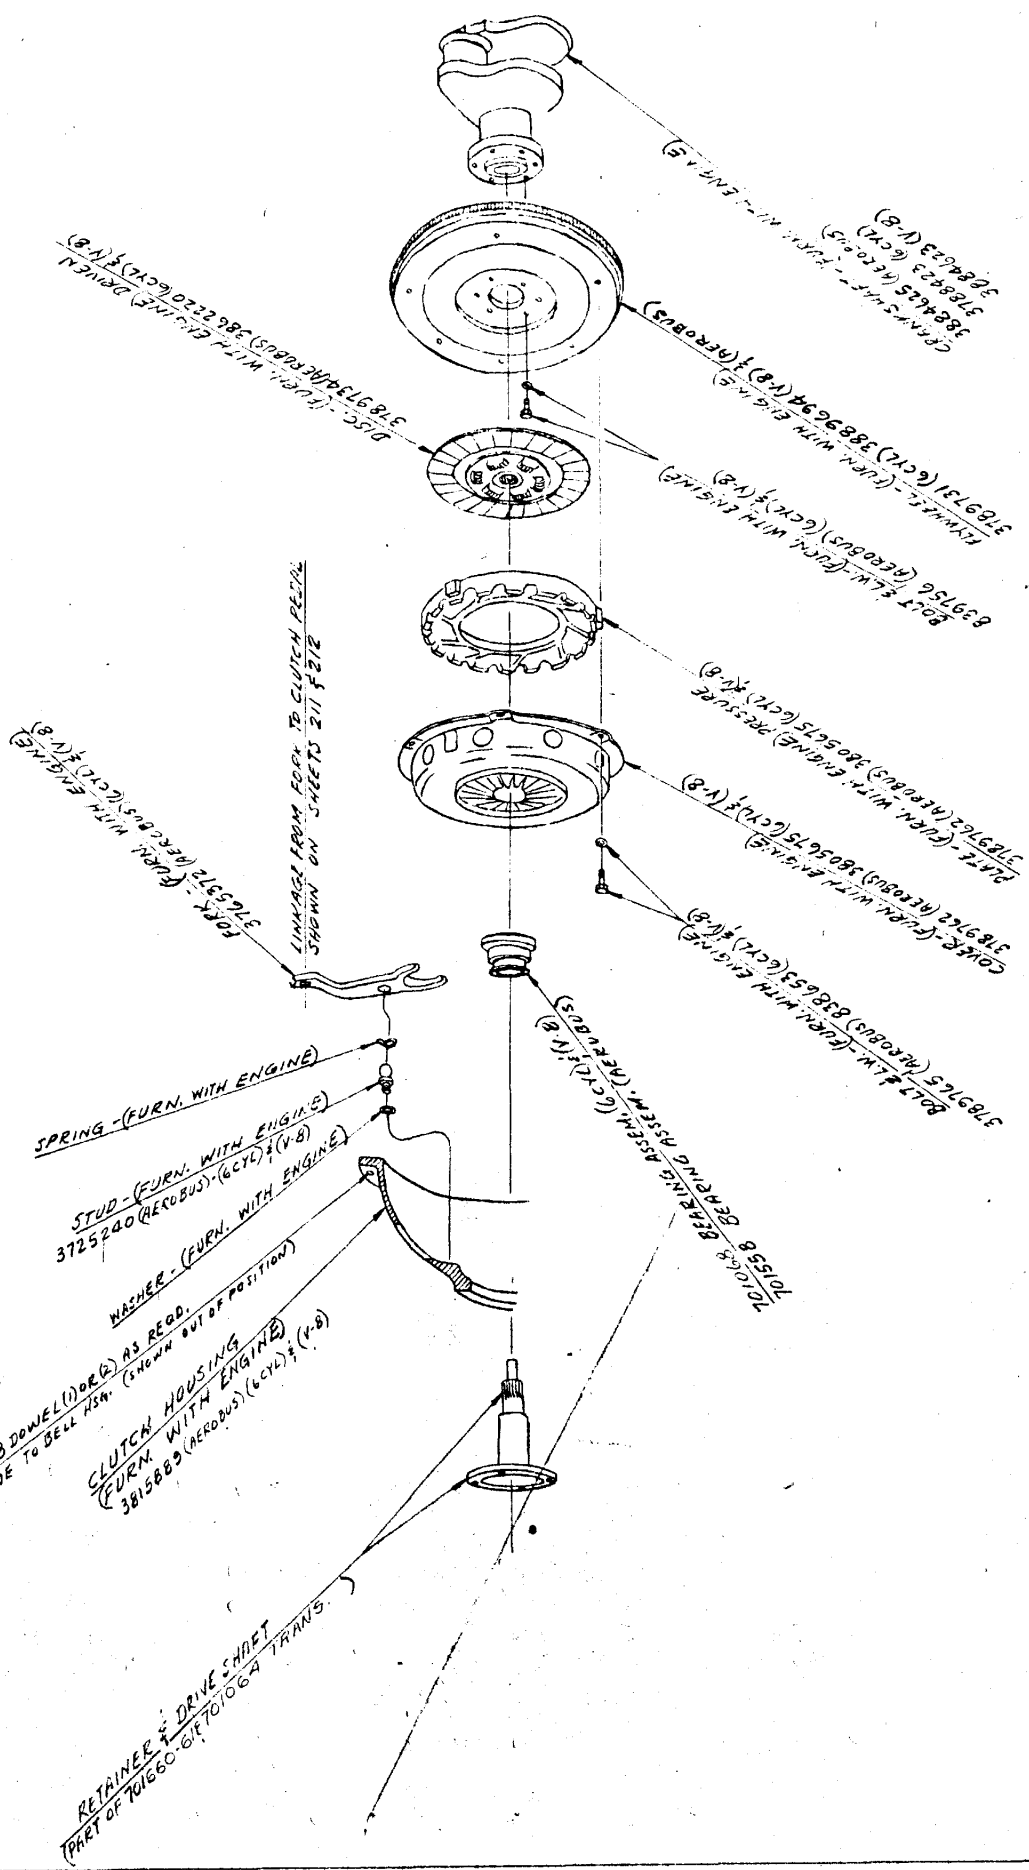 CRANKSHAFT - (FURN. WITH ENGINE)
3884625 (AEROBUS)
3788423 (6CYL)
3884623 (V-8)
FLYWHEEL - (FURN. WITH ENGINE)
3789731 (6CYL) 3889694 (V-8) & (AEROBUS)
DISC - (FURN. WITH ENGINE) DRIVEN
3789734 (AEROBUS) 3862220 (6CYL) & (V-8)
BOLT & L.W. - (FURN. WITH ENGINE)
839756 (AEROBUS) (6CYL) & (V-8)
PLATE - (FURN. WITH ENGINE) PRESSURE
3789762 (AEROBUS) 3805675 (6CYL) & (V-8)
COVER - (FURN. WITH ENGINE)
3789762 (AEROBUS) 3805675 (6CYL) & (V-8)
BOLT & L.W. - (FURN. WITH ENGINE)
3789765 (AEROBUS) 838653 (6CYL) & (V-8)
LINKAGE FROM FORK TO CLUTCH PEDAL
SHOWN ON SHEETS 211 & 212
FORK - (FURN. WITH ENGINE)
3765372 (AEROBUS) (6CYL) & (V-8)
701068 BEARING ASSEM. (6CYL) & (V-8)
701558 BEARING ASSEM. (AEROBUS)
SPRING - (FURN. WITH ENGINE)
STUD - (FURN. WITH ENGINE)
3725240 (AEROBUS) - (6CYL) & (V-8)
WASHER - (FURN. WITH ENGINE)
DOWEL (1) OR (2) AS REQD.
TO BELL HSG. (SHOWN OUT OF POSITION)
CLUTCH HOUSING
(FURN. WITH ENGINE)
3815689 (AEROBUS) (6CYL) & (V-8)
RETAINER & DRIVE SHAFT
(PART OF 701660-61 & 701064 TRANS.)